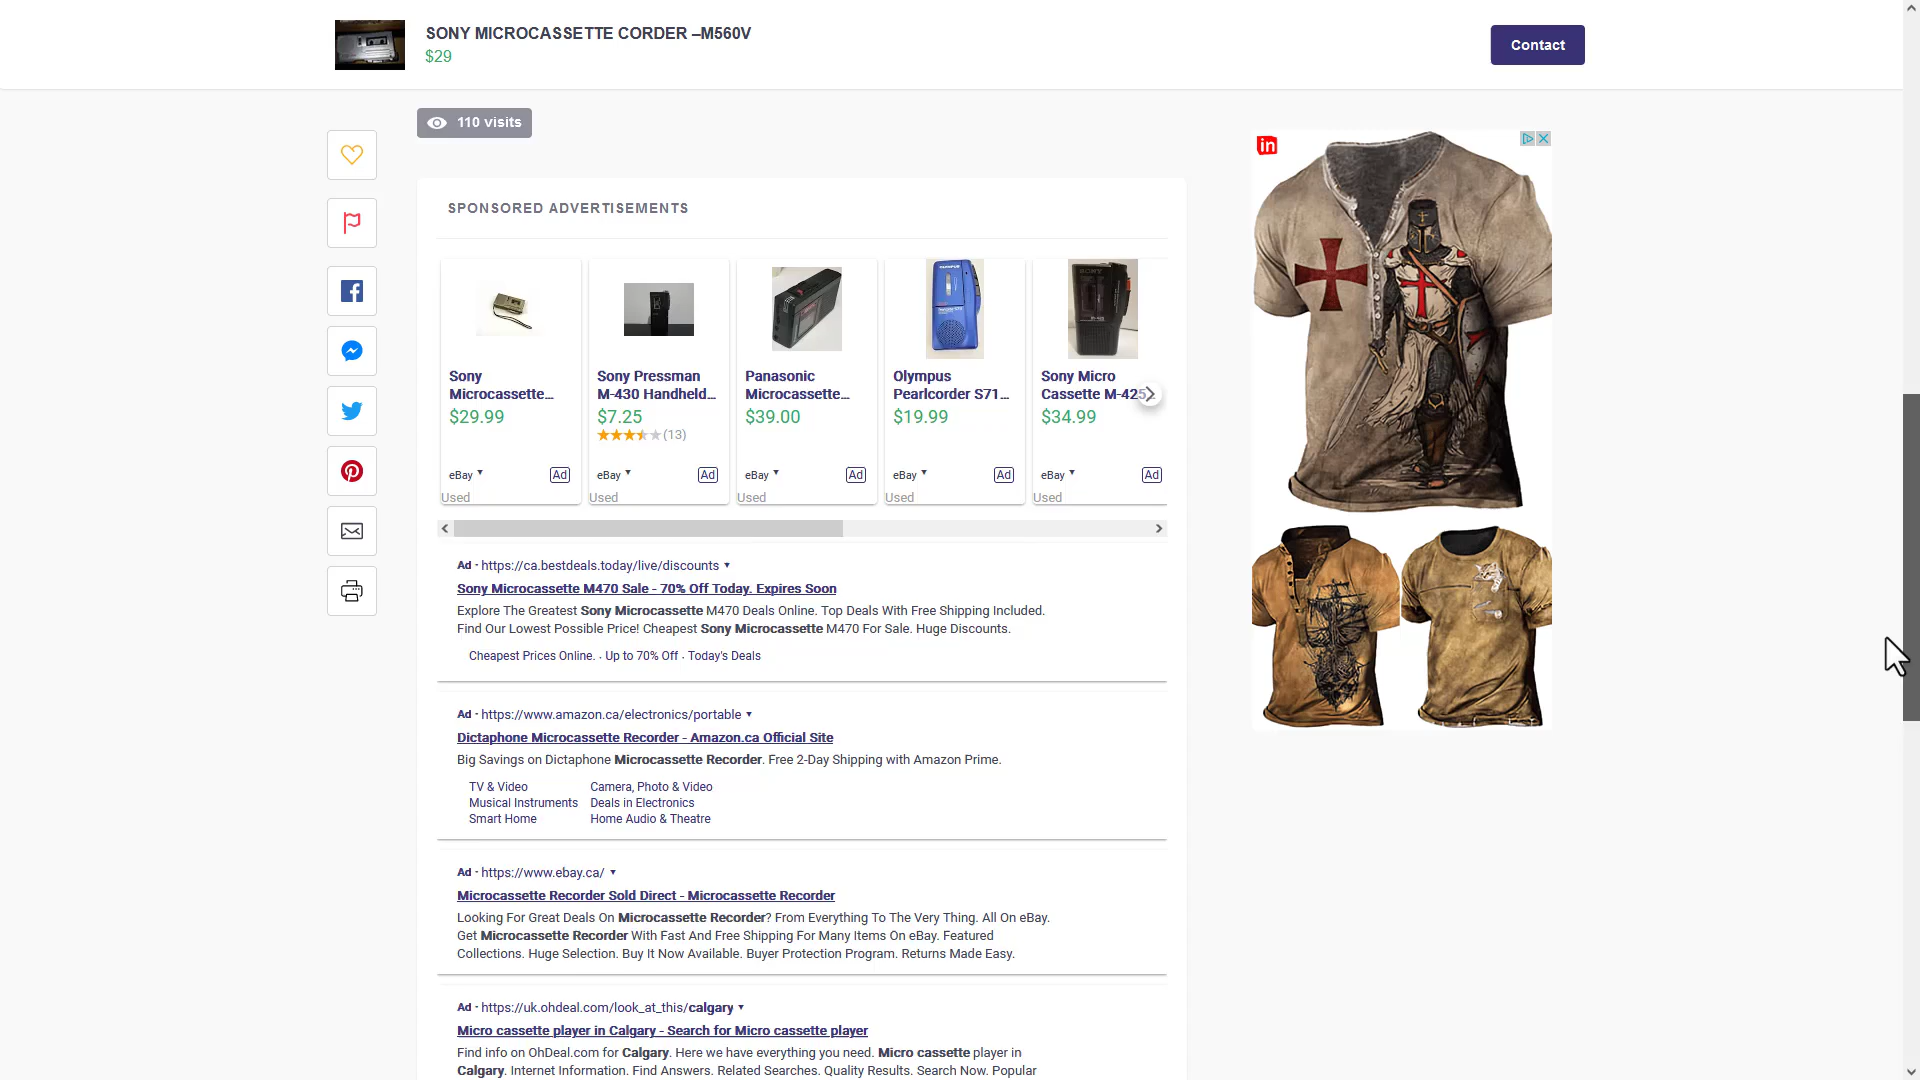 SONY MICROCASSETTE CORDER –M560V
$29
Contact
110 visits
SPONSORED ADVERTISEMENTS
Sony
Microcassette...
$29.99
eBay
Ad
Used
Sony Pressman
M-430 Handheld...
$7.25
(13)
eBay
Ad
Used
Panasonic
Microcassette...
$39.00
eBay
Ad
Used
Olympus
Pearlcorder S71...
$19.99
eBay
Ad
Used
Sony Micro
Cassette M-425
$34.99
eBay
Ad
Used
in
Ad · https://ca.bestdeals.today/live/discounts
Sony Microcassette M470 Sale - 70% Off Today. Expires Soon
Explore The Greatest Sony Microcassette M470 Deals Online. Top Deals With Free Shipping Included.
Find Our Lowest Possible Price! Cheapest Sony Microcassette M470 For Sale. Huge Discounts.
Cheapest Prices Online. · Up to 70% Off · Today's Deals
Ad · https://www.amazon.ca/electronics/portable
Dictaphone Microcassette Recorder - Amazon.ca Official Site
Big Savings on Dictaphone Microcassette Recorder. Free 2-Day Shipping with Amazon Prime.
TV & Video Camera, Photo & Video
Musical Instruments Deals in Electronics
Smart Home Home Audio & Theatre
Ad · https://www.ebay.ca/
Microcassette Recorder Sold Direct - Microcassette Recorder
Looking For Great Deals On Microcassette Recorder? From Everything To The Very Thing. All On eBay.
Get Microcassette Recorder With Fast And Free Shipping For Many Items On eBay. Featured
Collections. Huge Selection. Buy It Now Available. Buyer Protection Program. Returns Made Easy.
Ad · https://uk.ohdeal.com/look_at_this/calgary
Micro cassette player in Calgary - Search for Micro cassette player
Find info on OhDeal.com for Calgary. Here we have everything you need. Micro cassette player in
Calgary. Internet Information. Find Answers. Related Searches. Quality Results. Search Now. Popular